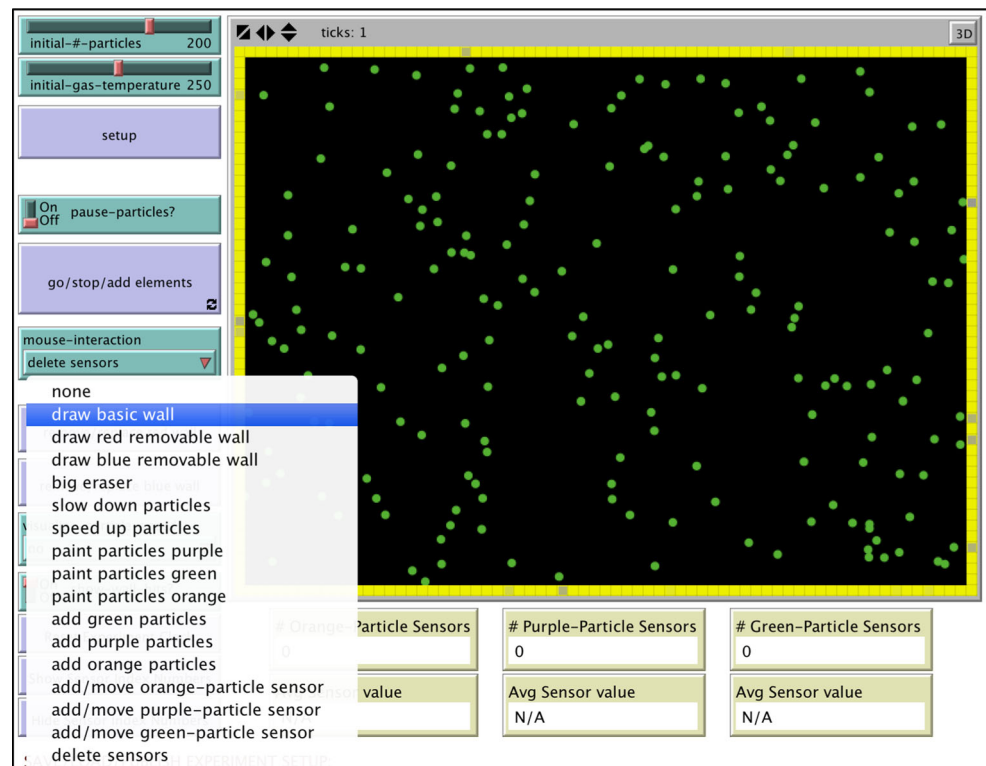 initial-#-particles 200
ticks: 1
3D
initial-gas-temperature 250
setup
On
Off
pause-particles?
go/stop/add elements
mouse-interaction
delete sensors
none
draw basic wall
draw red removable wall
draw blue removable wall
big eraser
slow down particles
speed up particles
paint particles purple
paint particles green
paint particles orange
add green particles
add purple particles
add orange particles
add/move orange-particle sensor
add/move purple-particle sensor
add/move green-particle sensor
delete sensors
# Orange-Particle Sensors
0
# Purple-Particle Sensors
0
# Green-Particle Sensors
0
value
Avg Sensor value
N/A
Avg Sensor value
N/A
EXPERIMENT SETUP: